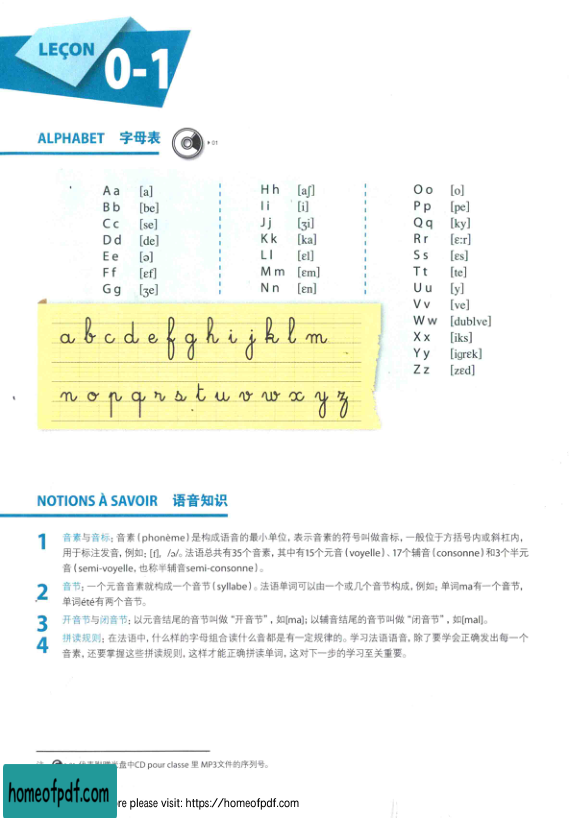 LEÇON
0-1
ALPHABET 字母表
01
A a [a]
B b [be]
C c [se]
D d [de]
E e [ə]
F f [ɛf]
G g [ʒe]
H h [aʃ]
I i [i]
J j [ʒi]
K k [ka]
L l [ɛl]
M m [ɛm]
N n [ɛn]
O o [o]
P p [pe]
Q q [ky]
R r [ɛ:r]
S s [ɛs]
T t [te]
U u [y]
V v [ve]
W w [dublve]
X x [iks]
Y y [igrɛk]
Z z [zɛd]
a b c d e f g h i j k l m
n o p q r s t u v w x y z
NOTIONS À SAVOIR 语音知识
1 音素与音标：音素（phonème）是构成语音的最小单位，表示音素的符号叫做音标，一般位于方括号内或斜杠内，
用于标注发音，例如：[ɛ]，/ɔ/。法语总共有35个音素，其中有15个元音（voyelle）、17个辅音（consonne）和3个半元
音（semi-voyelle，也称半辅音semi-consonne）。
2 音节：一个元音音素就构成一个音节（syllabe）。法语单词可以由一个或几个音节构成，例如：单词ma有一个音节，
单词été有两个音节。
3 开音节与闭音节：以元音结尾的音节叫做“开音节”，如[ma]；以辅音结尾的音节叫做“闭音节”，如[mal]。
4 拼读规则：在法语中，什么样的字母组合读什么音都是有一定规律的。学习法语语音，除了要学会正确发出每一个
音素，还要掌握这些拼读规则，这样才能正确拼读单词，这对下一步的学习至关重要。
盘中CD pour classe 里 MP3文件的序列号。
homeofpdf.com
re please visit: https://homeofpdf.com